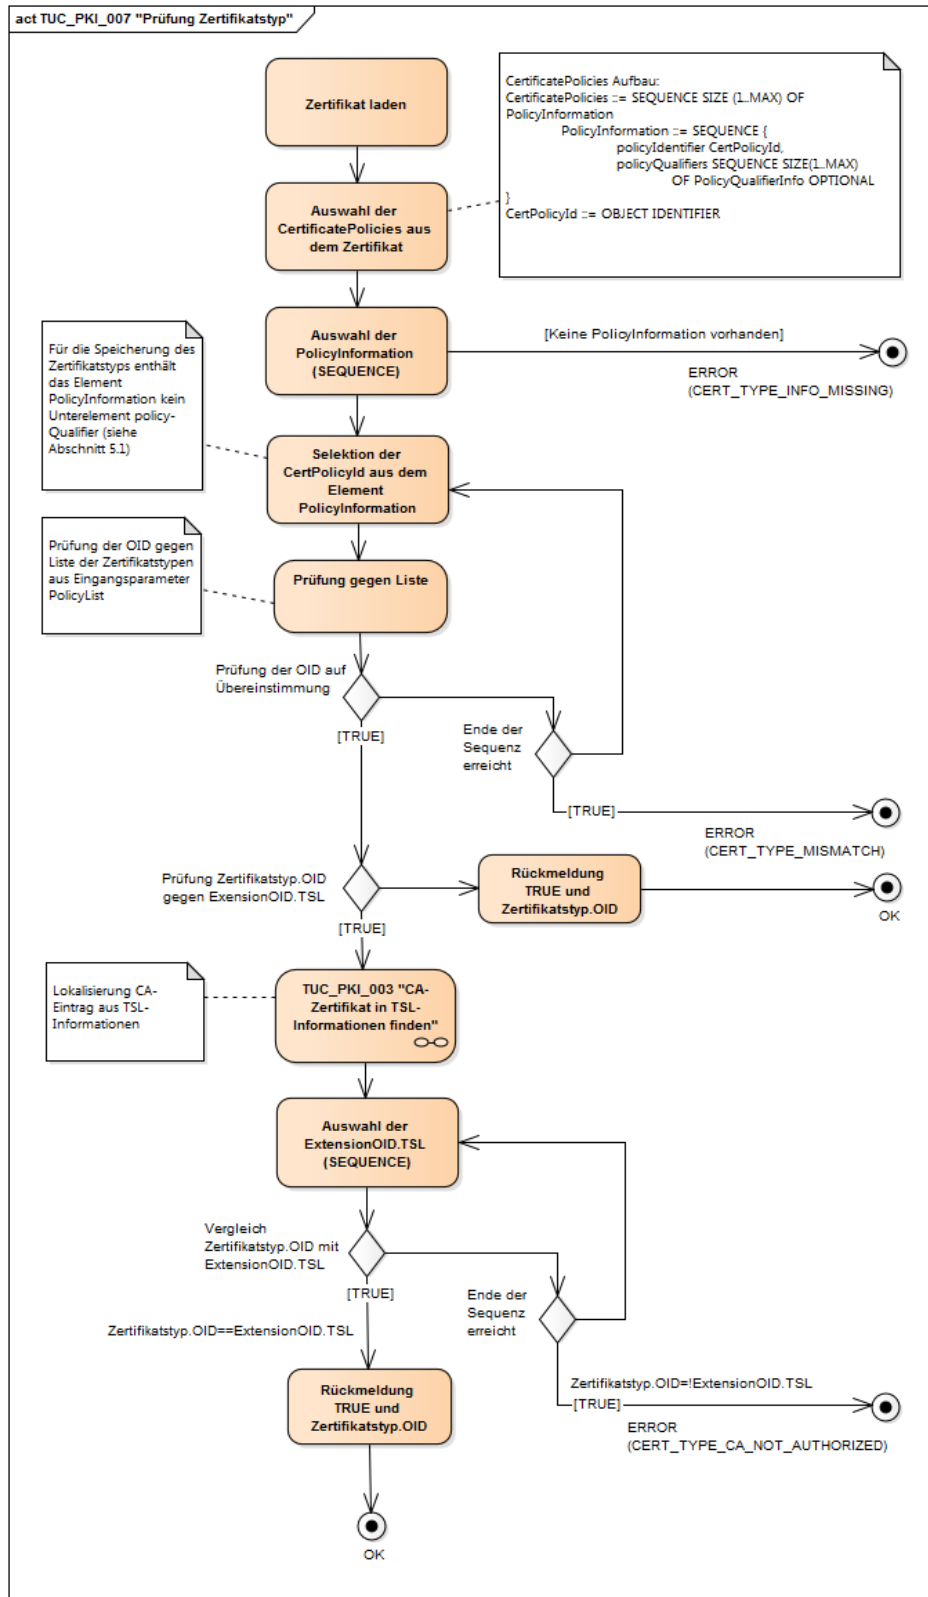 act TUC_PKI_007 "Prüfung Zertifikatstyp"
Zertifikat laden
CertificatePolicies Aufbau:
CertificatePolicies ::= SEQUENCE SIZE (1..MAX) OF
PolicyInformation
PolicyInformation ::= SEQUENCE {
policyIdentifier CertPolicyId,
policyQualifiers SEQUENCE SIZE(1..MAX)
OF PolicyQualifierInfo OPTIONAL
}
CertPolicyId ::= OBJECT IDENTIFIER
Auswahl der
CertificatePolicies aus
dem Zertifikat
Auswahl der
PolicyInformation
(SEQUENCE)
[Keine PolicyInformation vorhanden]
ERROR
(CERT_TYPE_INFO_MISSING)
Für die Speicherung des
Zertifikatstyps enthält
das Element
PolicyInformation kein
Unterelement policy-
Qualifier (siehe
Abschnitt 5.1)
Selektion der
CertPolicyId aus dem
Element
PolicyInformation
Prüfung der OID gegen
Liste der Zertifikatstypen
aus Eingangsparameter
PolicyList
Prüfung gegen Liste
Prüfung der OID auf
Übereinstimmung
[TRUE]
Ende der
Sequenz
erreicht
[TRUE]
ERROR
(CERT_TYPE_MISMATCH)
Prüfung Zertifikatstyp.OID
gegen ExensionOID.TSL
[TRUE]
Rückmeldung
TRUE und
Zertifikatstyp.OID
OK
Lokalisierung CA-
Eintrag aus TSL-
Informationen
TUC_PKI_003 "CA-
Zertifikat in TSL-
Informationen finden"
Auswahl der
ExtensionOID.TSL
(SEQUENCE)
Vergleich
Zertifikatstyp.OID mit
ExtensionOID.TSL
[TRUE]
Ende der
Sequenz
erreicht
Zertifikatstyp.OID==ExtensionOID.TSL
Zertifikatstyp.OID=!ExtensionOID.TSL
[TRUE]
ERROR
(CERT_TYPE_CA_NOT_AUTHORIZED)
Rückmeldung
TRUE und
Zertifikatstyp.OID
OK